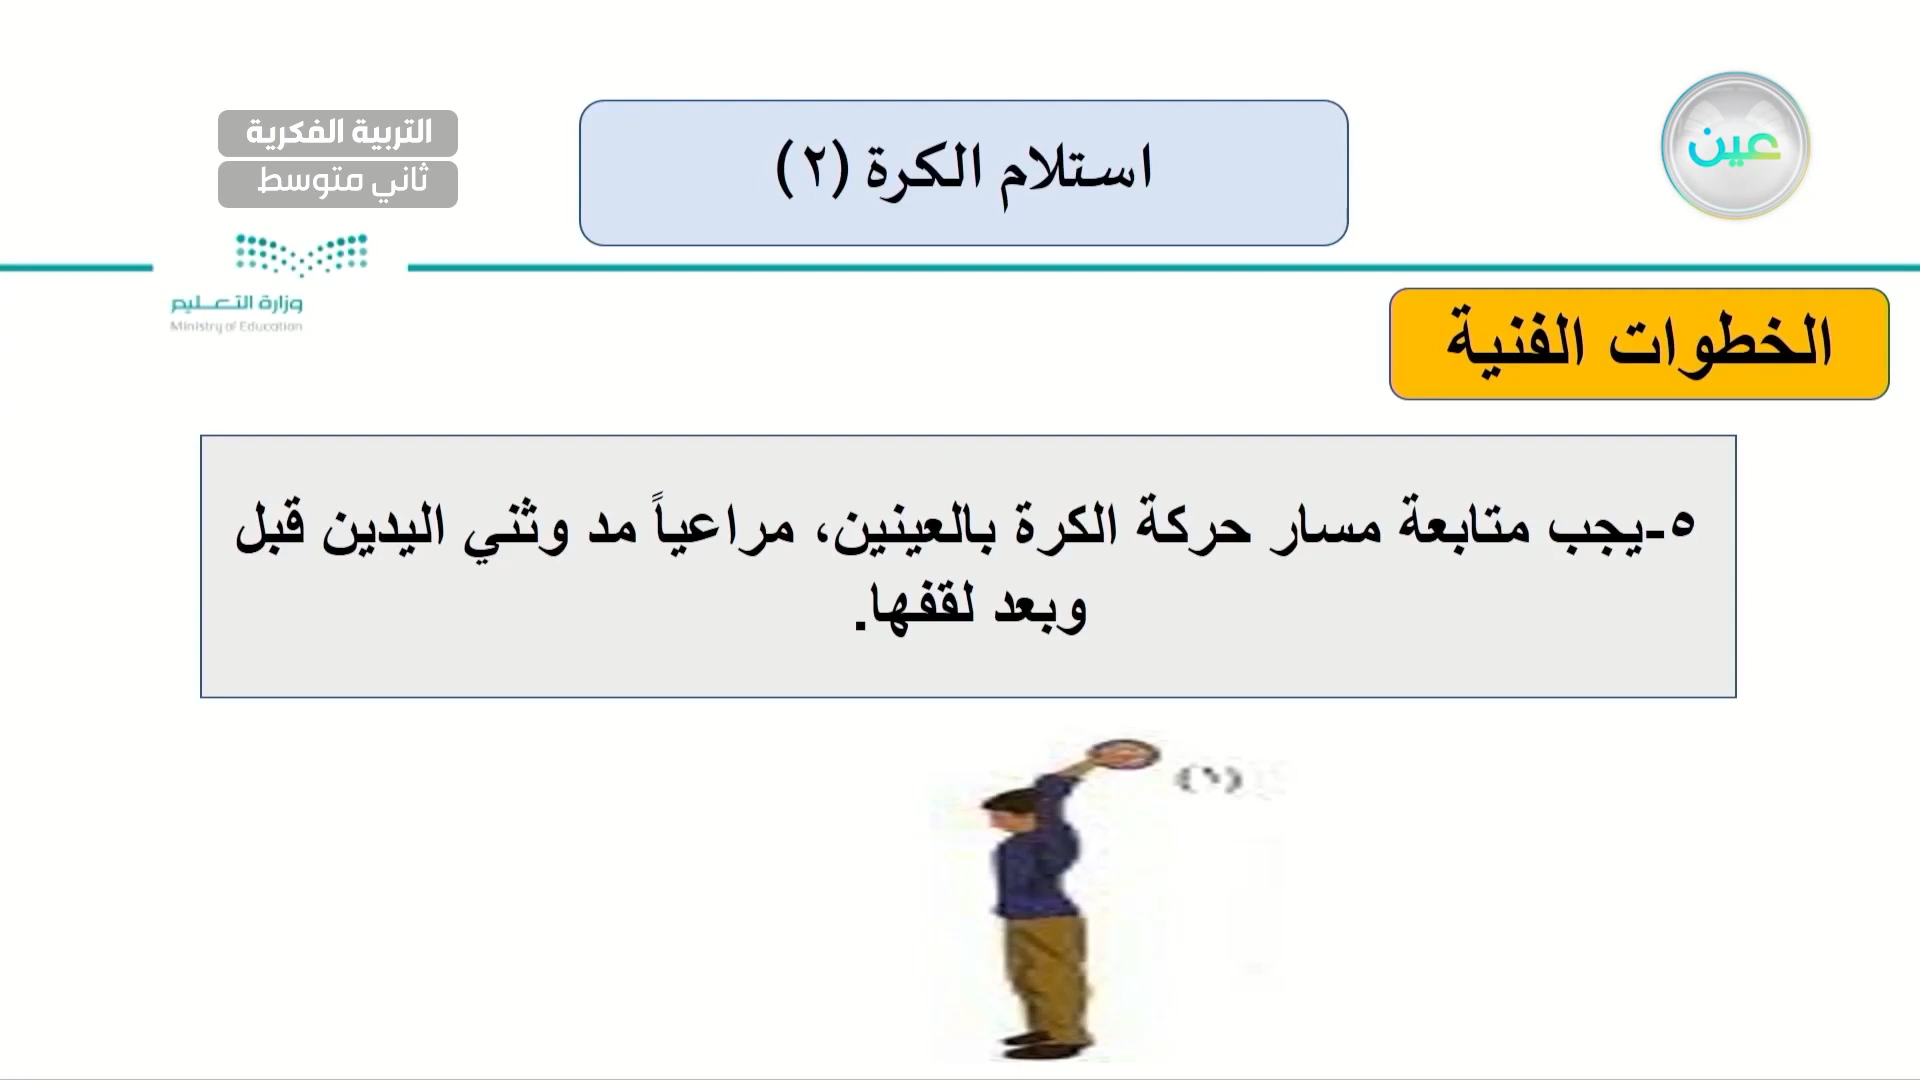 عين
استلام الكرة (٢)
التربية الفكرية
ثاني متوسط
وزارة التعليم
Ministry of Education
الخطوات الفنية
٥-يجب متابعة مسار حركة الكرة بالعينين، مراعياً مد وثني اليدين قبل
وبعد لقفها.